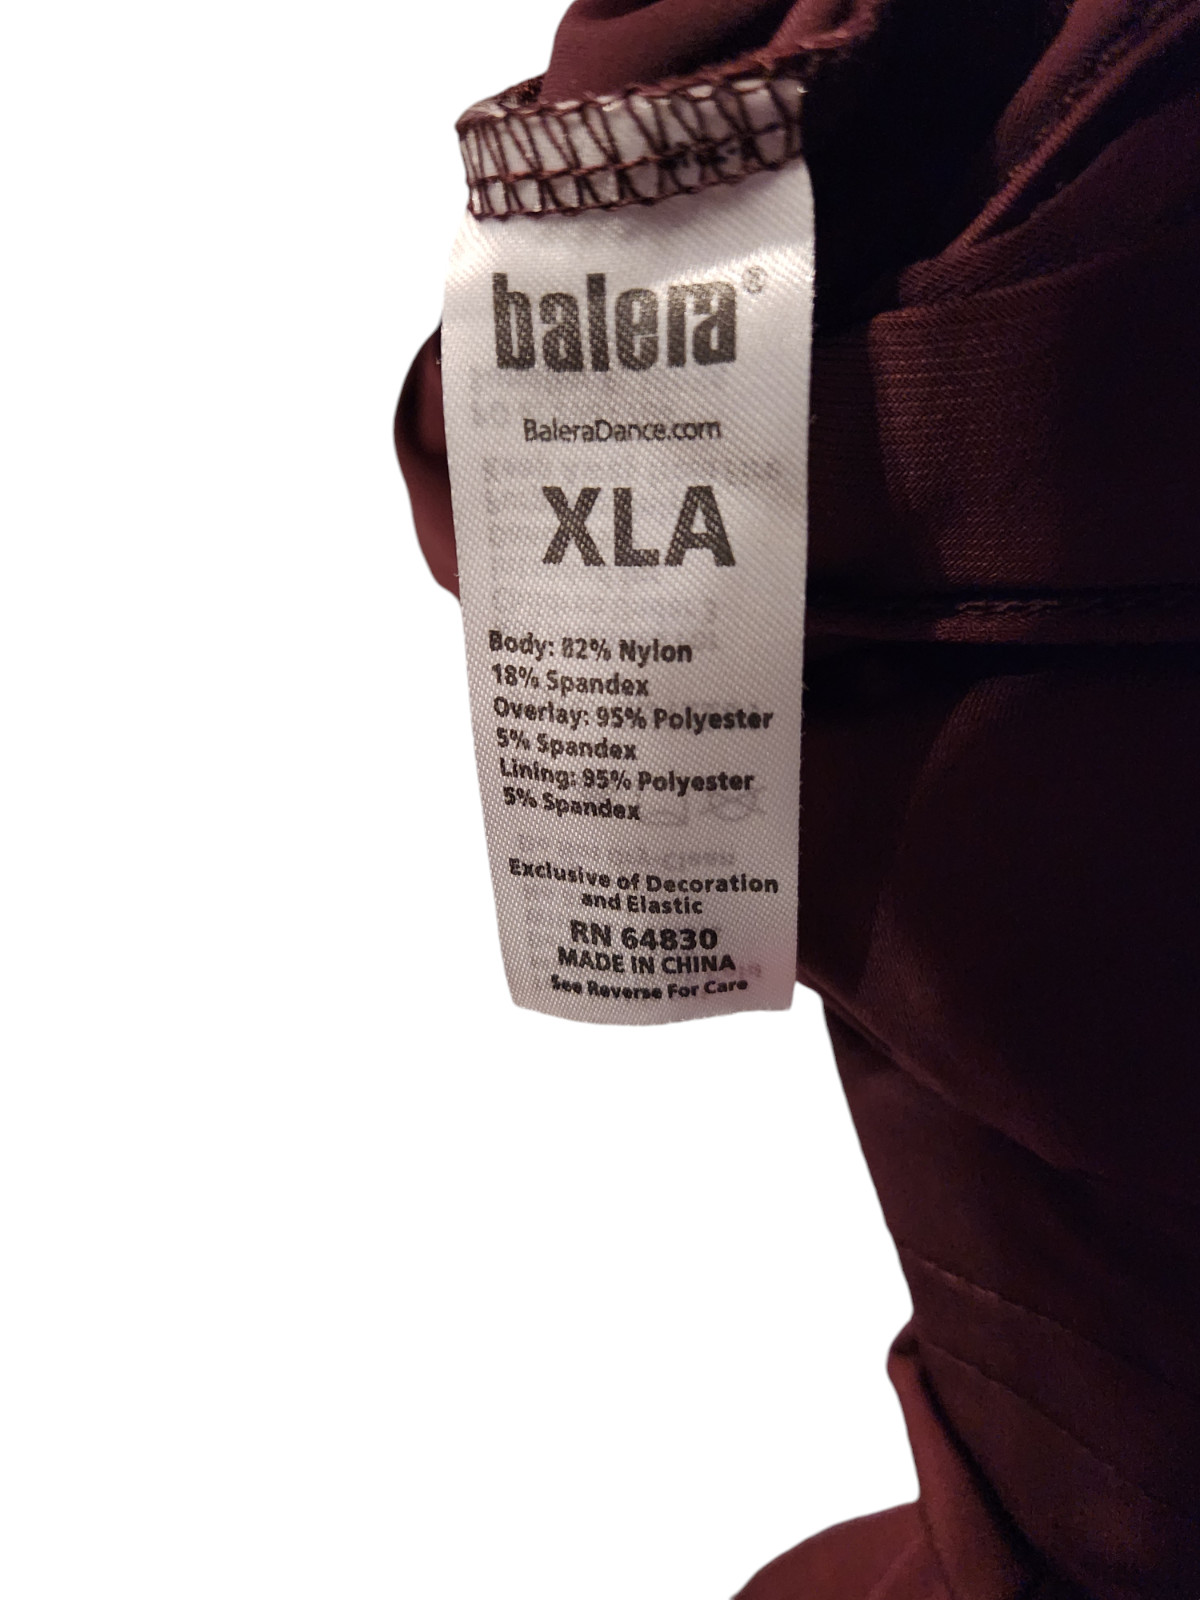 balera®
BaleraDance.com
XLA
Body: 82% Nylon
18% Spandex
Overlay: 95% Polyester
5% Spandex
Lining: 95% Polyester
5% Spandex
Exclusive of Decoration
and Elastic
RN 64830
MADE IN CHINA
See Reverse For Care